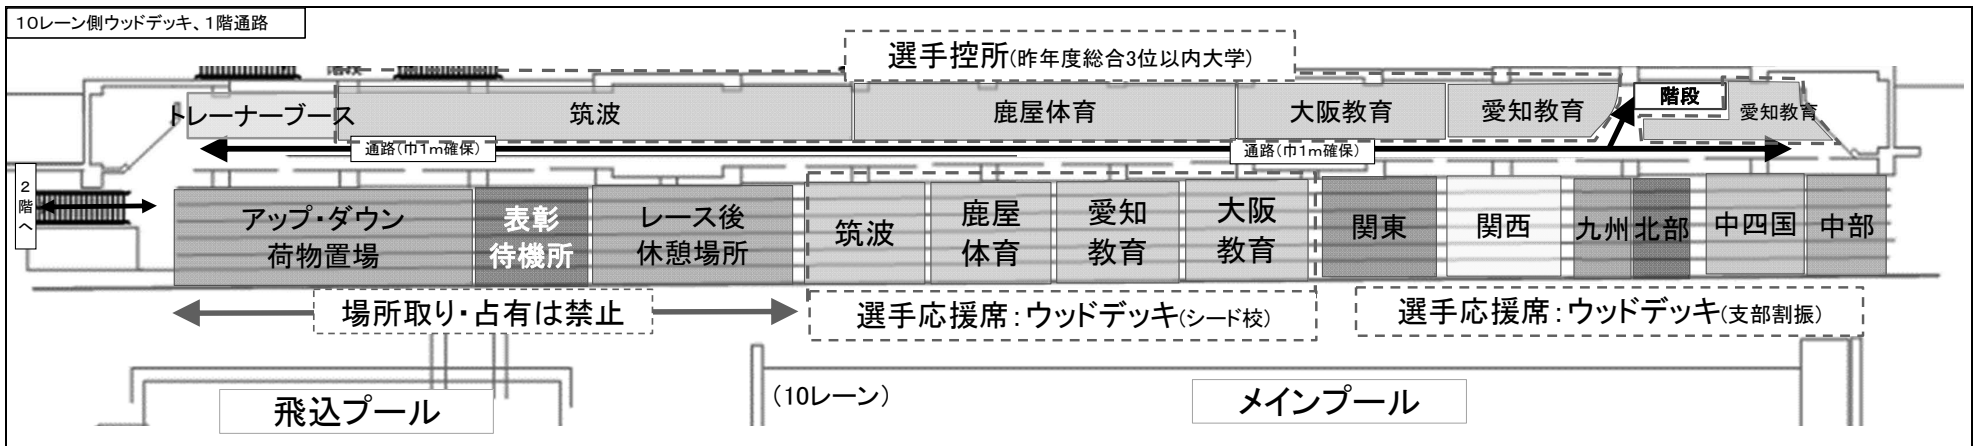 10レーン側ウッドデッキ、1階通路
選手控所(昨年度総合3位以内大学)
トレーナーブース
筑波
鹿屋体育
大阪教育
愛知教育
階段
愛知教育
通路(巾1m確保)
通路(巾1m確保)
2階へ
アップ・ダウン
荷物置場
表彰
待機所
レース後
休憩場所
筑波
鹿屋
体育
愛知
教育
大阪
教育
関東
関西
九州
北部
中四国
中部
場所取り・占有は禁止
選手応援席:ウッドデッキ(シード校)
選手応援席:ウッドデッキ(支部割振)
飛込プール
(10レーン)
メインプール